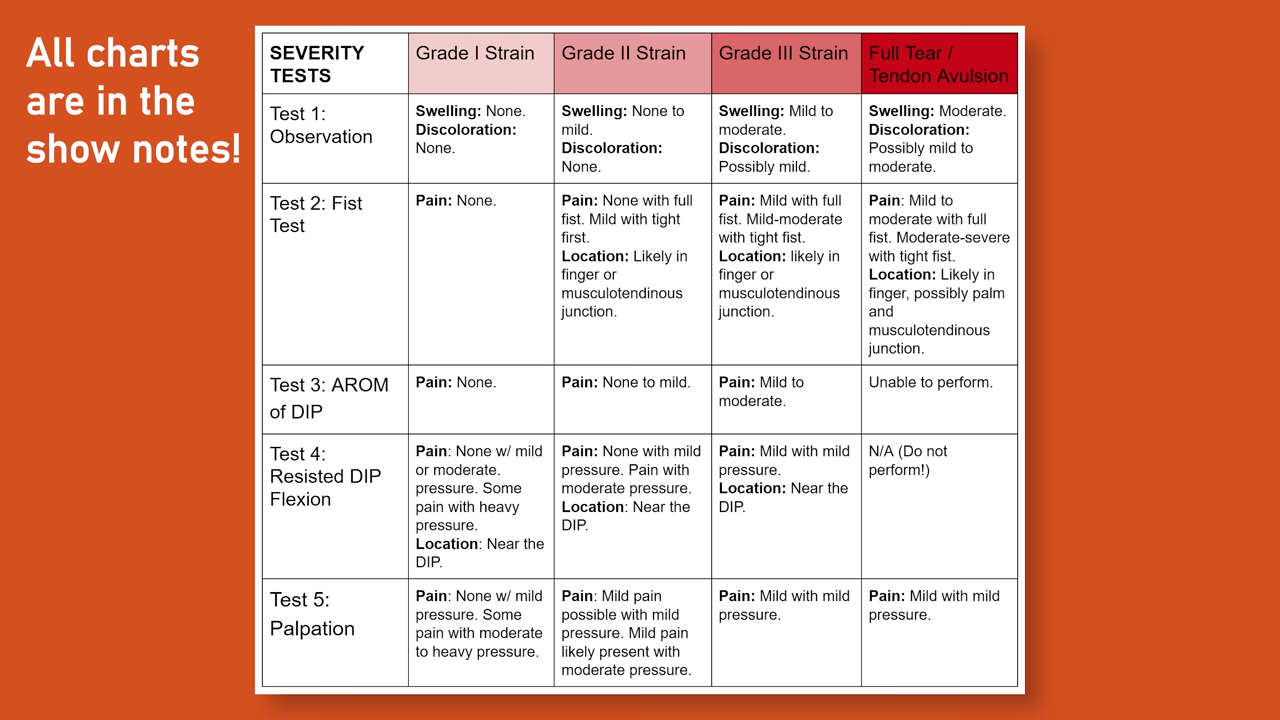 All charts
are in the
show notes!
SEVERITY
TESTS
Grade I Strain
Grade II Strain
Grade III Strain
Full Tear /
Tendon Avulsion
Test 1:
Observation
Swelling: None.
Discoloration:
None.
Swelling: None to
mild.
Discoloration:
None.
Swelling: Mild to
moderate.
Discoloration:
Possibly mild.
Swelling: Moderate.
Discoloration:
Possibly mild to
moderate.
Test 2: Fist
Test
Pain: None.
Pain: None with full
fist. Mild with tight
first.
Location: Likely in
finger or
musculotendinous
junction.
Pain: Mild with full
fist. Mild-moderate
with tight fist.
Location: likely in
finger or
musculotendinous
junction.
Pain: Mild to
moderate with full
fist. Moderate-severe
with tight fist.
Location: Likely in
finger, possibly palm
and
musculotendinous
junction.
Test 3: AROM
of DIP
Pain: None.
Pain: None to mild.
Pain: Mild to
moderate.
Unable to perform.
Test 4:
Resisted DIP
Flexion
Pain: None w/ mild
or moderate.
pressure. Some
pain with heavy
pressure.
Location: Near the
DIP.
Pain: None with mild
pressure. Pain with
moderate pressure.
Location: Near the
DIP.
Pain: Mild with mild
pressure.
Location: Near the
DIP.
N/A (Do not
perform!)
Test 5:
Palpation
Pain: None w/ mild
pressure. Some
pain with moderate
to heavy pressure.
Pain: Mild pain
possible with mild
pressure. Mild pain
likely present with
moderate pressure.
Pain: Mild with mild
pressure.
Pain: Mild with mild
pressure.